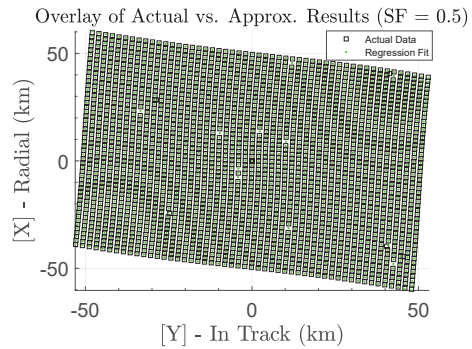 Overlay of Actual vs. Approx. Results (SF = 0.5)
Actual Data
Regression Fit
[X] - Radial (km)
50
0
-50
-50
0
50
[Y] - In Track (km)